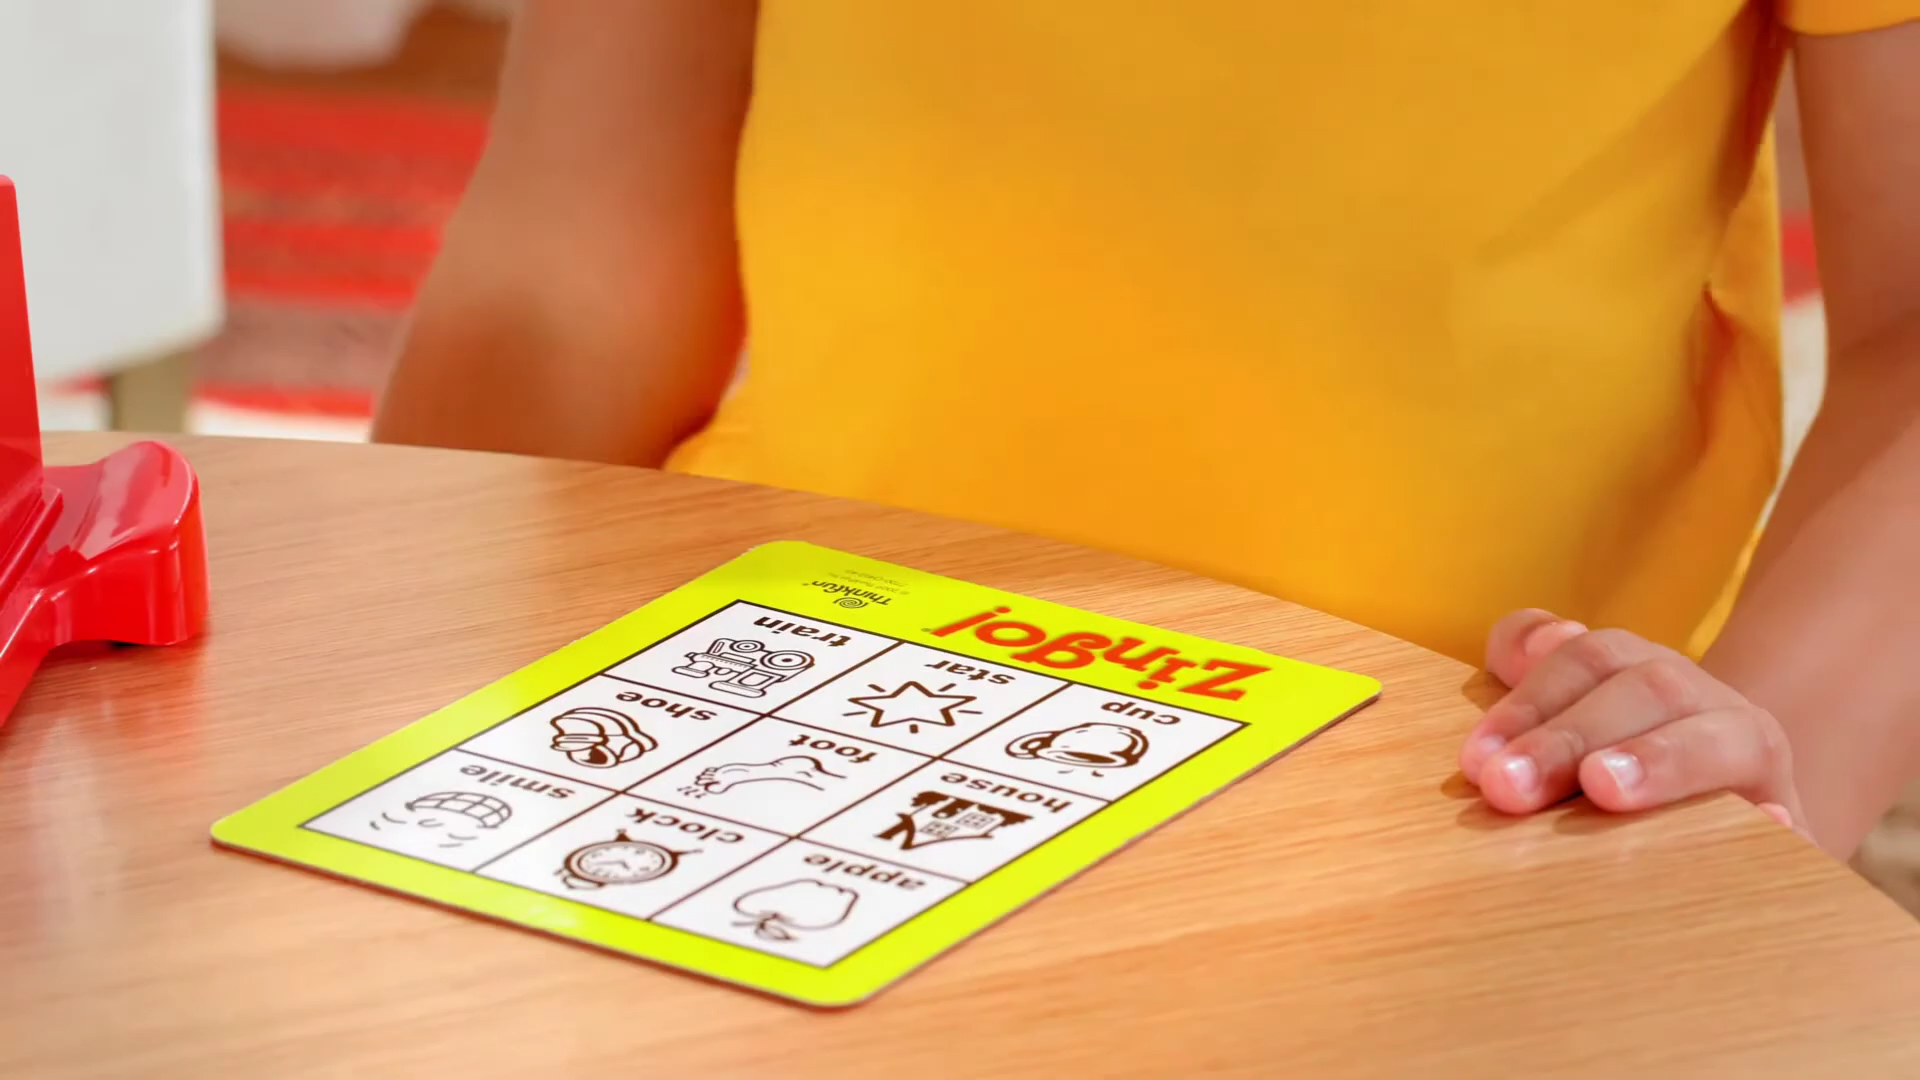 Zingo!
Thinkfun
cup star train
house foot shoe
apple clock smile